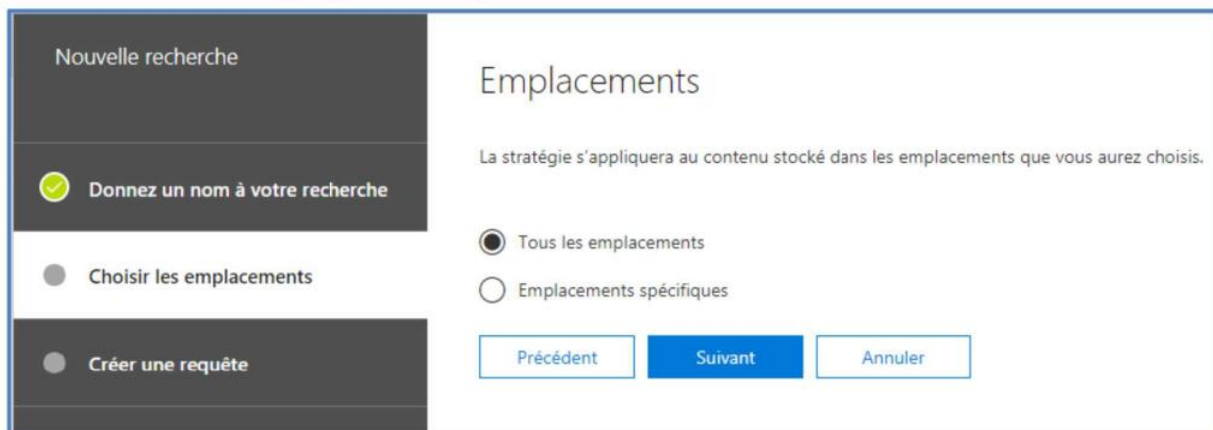 Nouvelle recherche
Donnez un nom à votre recherche
Choisir les emplacements
Créer une requête
Emplacements
La stratégie s'appliquera au contenu stocké dans les emplacements que vous aurez choisis.
Tous les emplacements
Emplacements spécifiques
Précédent Suivant Annuler